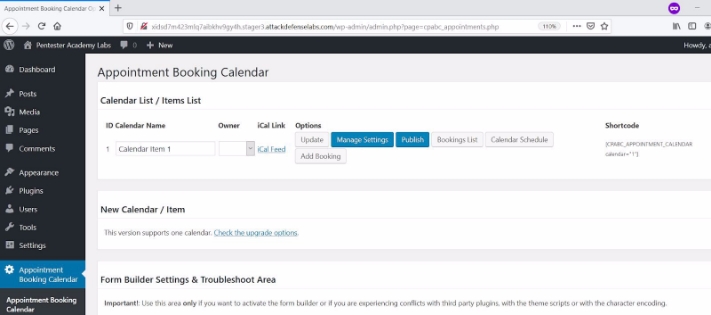 Appointment Booking Calendar Op
xidsd7m423mlq7aibkhv9gy4h.stager3.attackdefenselabs.com/wp-admin/admin.php?page=cpabc_appointments.php
110%
Pentester Academy Labs 0 + New Howdy,
Dashboard
Posts
Media
Pages
Comments
Appearance
Plugins
Users
Tools
Settings
Appointment
Booking Calendar
Appointment Booking
Calendar
Appointment Booking Calendar
Calendar List / Items List
ID Calendar Name Owner iCal Link Options Shortcode
1 Calendar Item 1 iCal Feed Update Manage Settings Publish Bookings List Calendar Schedule
Add Booking
[CPABC_APPOINTMENT_CALENDAR
calendar="1"]
New Calendar / Item
This version supports one calendar. Check the upgrade options.
Form Builder Settings & Troubleshoot Area
Important!: Use this area only if you want to activate the form builder or if you are experiencing conflicts with third party plugins, with the theme scripts or with the character encoding.